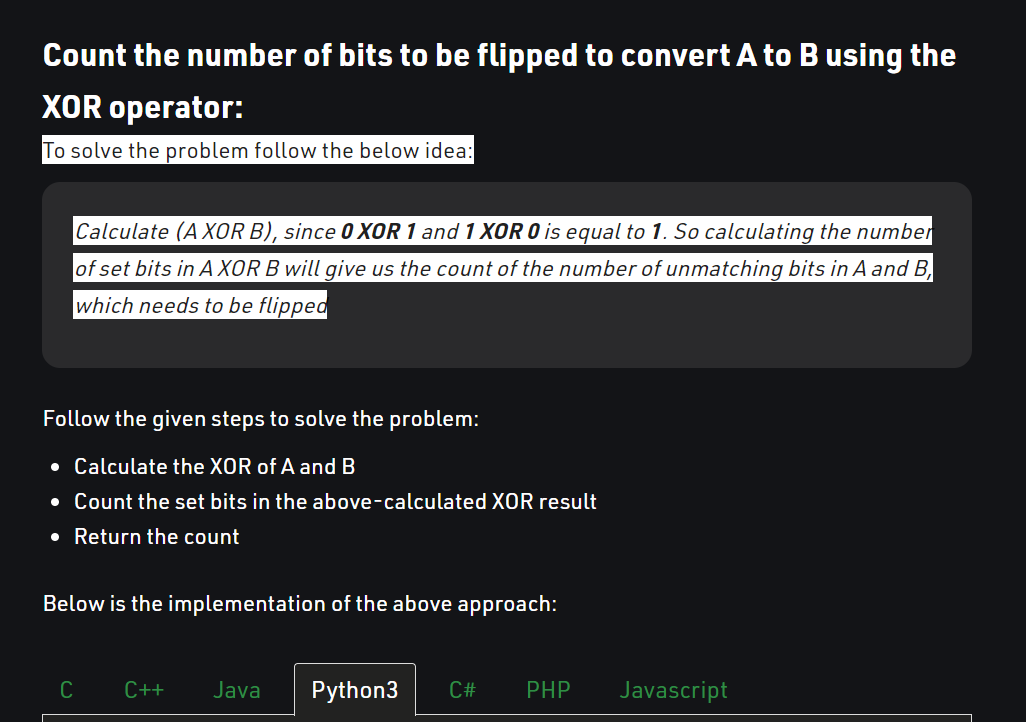 Count the number of bits to be flipped to convert A to B using the
XOR operator:
To solve the problem follow the below idea:
Calculate (A XOR B), since 0 XOR 1 and 1 XOR 0 is equal to 1. So calculating the number
of set bits in A XOR B will give us the count of the number of unmatching bits in A and B,
which needs to be flipped
Follow the given steps to solve the problem:
• Calculate the XOR of A and B
• Count the set bits in the above-calculated XOR result
• Return the count
Below is the implementation of the above approach:
C C++ Java Python3 C# PHP Javascript